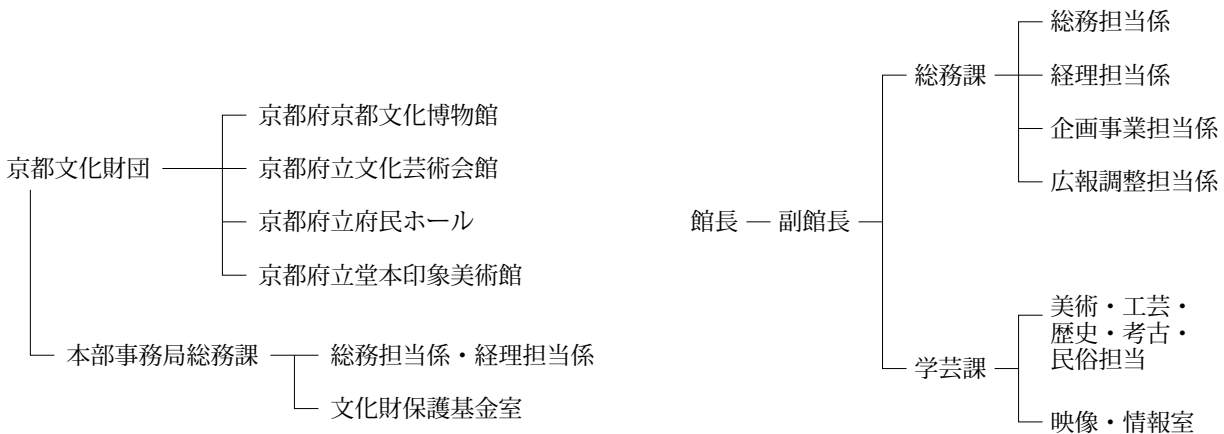 京都文化財団
京都府京都文化博物館
京都府立文化芸術会館
京都府立府民ホール
京都府立堂本印象美術館
本部事務局総務課
総務担当係・経理担当係
文化財保護基金室
館長
副館長
総務課
総務担当係
経理担当係
企画事業担当係
広報調整担当係
学芸課
美術・工芸・
歴史・考古・
民俗担当
映像・情報室